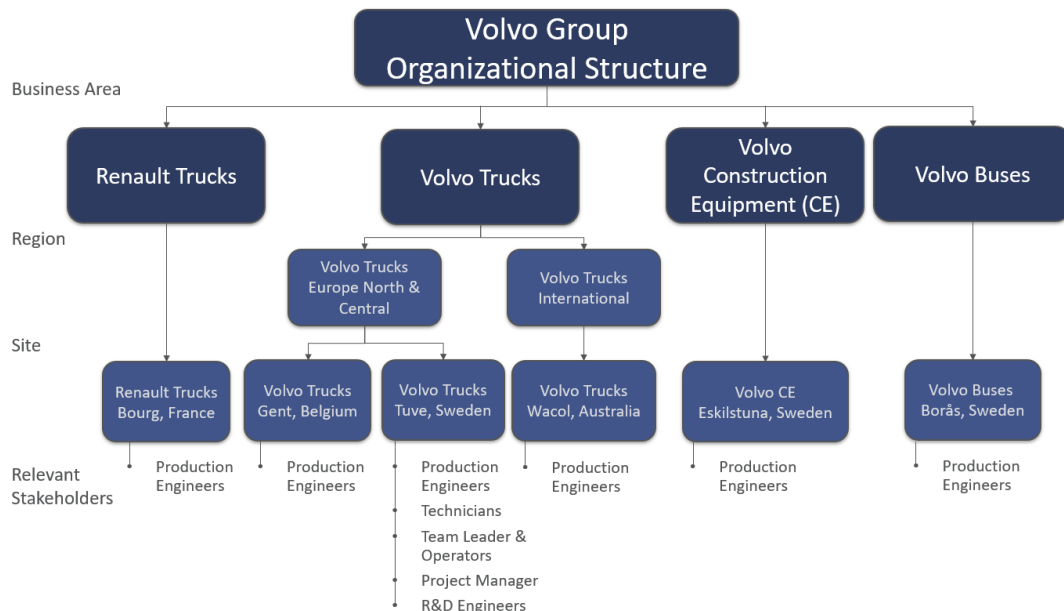 Volvo Group
Organizational Structure
Business Area
Renault Trucks
Volvo Trucks
Volvo
Construction
Equipment (CE)
Volvo Buses
Region
Volvo Trucks
Europe North &
Central
Volvo Trucks
International
Site
Renault Trucks
Bourg, France
Volvo Trucks
Gent, Belgium
Volvo Trucks
Tuve, Sweden
Volvo Trucks
Wacol, Australia
Volvo CE
Eskilstuna, Sweden
Volvo Buses
Borås, Sweden
Relevant
Stakeholders
Production
Engineers
Production
Engineers
Production
Engineers
Technicians
Team Leader &
Operators
Project Manager
R&D Engineers
Production
Engineers
Production
Engineers
Production
Engineers